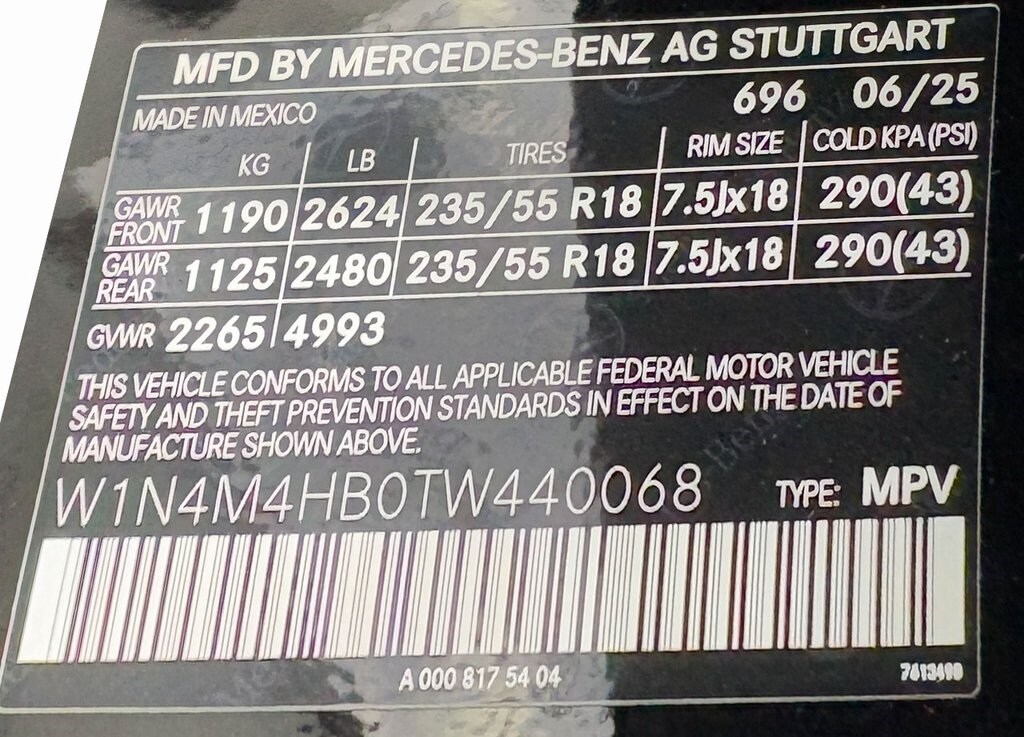 MFD BY MERCEDES-BENZ AG STUTTGART
MADE IN MEXICO 696 06/25
KG LB TIRES RIM SIZE COLD KPA (PSI)
GAWR FRONT 1190 2624 235/55 R18 7.5Jx18 290(43)
GAWR REAR 1125 2480 235/55 R18 7.5Jx18 290(43)
GVWR 2265 4993
THIS VEHICLE CONFORMS TO ALL APPLICABLE FEDERAL MOTOR VEHICLE
SAFETY AND THEFT PREVENTION STANDARDS IN EFFECT ON THE DATE OF
MANUFACTURE SHOWN ABOVE.
W1N4M4HB0TW440068 TYPE: MPV
A 000 817 54 04